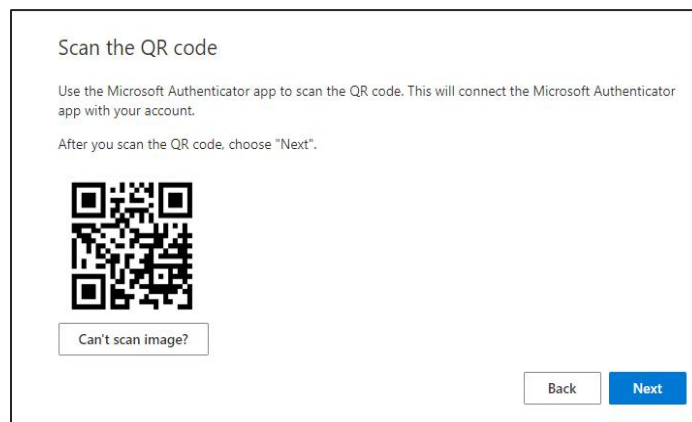 Scan the QR code
Use the Microsoft Authenticator app to scan the QR code. This will connect the Microsoft Authenticator
app with your account.
After you scan the QR code, choose "Next".
Can't scan image?
Back
Next